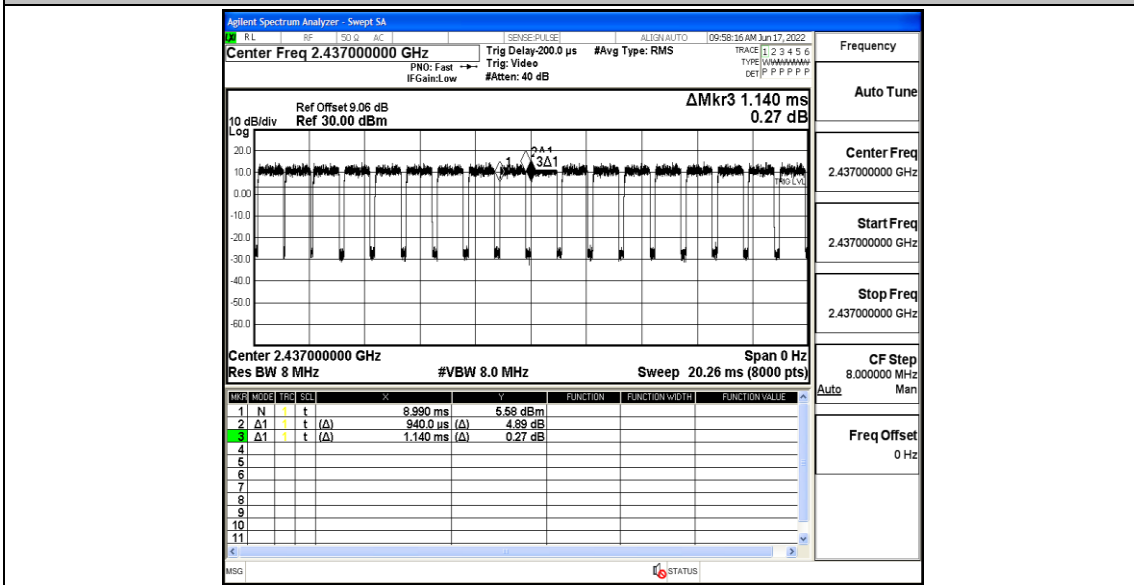 Agilent Spectrum Analyzer - Swept SA
RL RF 50 Ω AC SENSE:PULSE ALIGN AUTO 09:58:16 AM Jun 17, 2022
Center Freq 2.437000000 GHz
PNO: Fast
IFGain:Low
Trig Delay-200.0 µs
Trig: Video
#Atten: 40 dB
#Avg Type: RMS
TRACE 1 2 3 4 5 6
TYPE
DET P P P P P P
Ref Offset 9.06 dB
10 dB/div Ref 30.00 dBm
Log
ΔMkr3 1.140 ms
0.27 dB
20.0
10.0
0.00
-10.0
-20.0
-30.0
-40.0
-50.0
-60.0
1
2Δ1
3Δ1
TRIG LVL
Center 2.437000000 GHz Span 0 Hz
Res BW 8 MHz #VBW 8.0 MHz Sweep 20.26 ms (8000 pts)
MKR MODE TRC SCL X Y FUNCTION FUNCTION WIDTH FUNCTION VALUE
1 N 1 t 8.990 ms 5.58 dBm
2 Δ1 1 t (Δ) 940.0 µs (Δ) 4.89 dB
3 Δ1 1 t (Δ) 1.140 ms (Δ) 0.27 dB
4
5
6
7
8
9
10
11
MSG STATUS
Frequency
Auto Tune
Center Freq
2.437000000 GHz
Start Freq
2.437000000 GHz
Stop Freq
2.437000000 GHz
CF Step
8.000000 MHz
Auto Man
Freq Offset
0 Hz